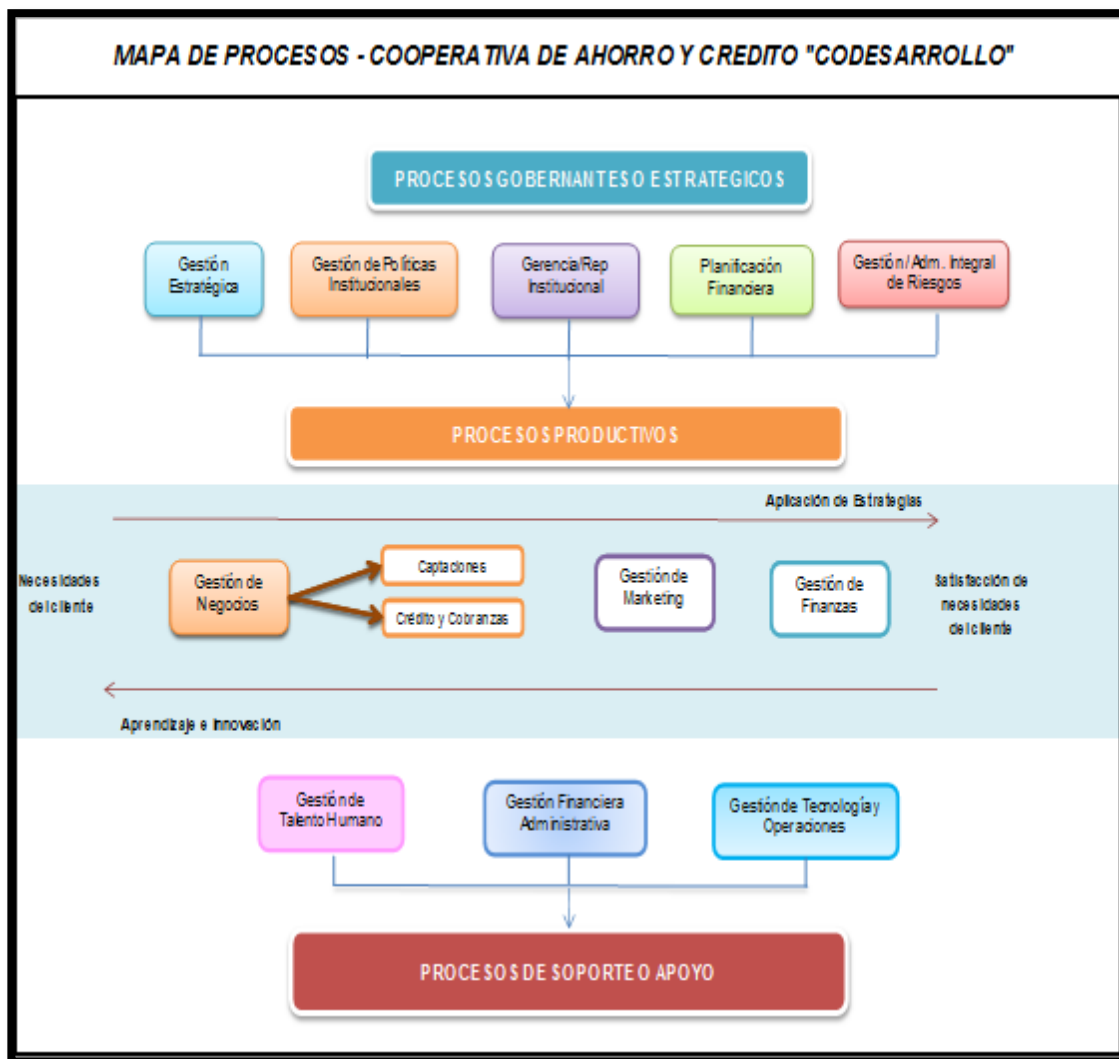 MAPA DE PROCESOS - COOPERATIVA DE AHORRO Y CREDITO "CODESARROLLO"
PROCESOS GOBERNANTES O ESTRATEGICOS
Gestión
Estratégica
Gestión de Políticas
Institucionales
Gerencia/Rep
Institucional
Planificación
Financiera
Gestión / Adm. Integral
de Riesgos
PROCESOS PRODUCTIVOS
Aplicación de Estrategias
Necesidades
del cliente
Gestión de
Negocios
Captaciones
Crédito y Cobranzas
Gestión de
Marketing
Gestión de
Finanzas
Satisfacción de
necesidades
del cliente
Aprendizaje e Innovación
Gestión de
Talento Humano
Gestión Financiera
Administrativa
Gestión de Tecnología y
Operaciones
PROCESOS DE SOPORTE O APOYO